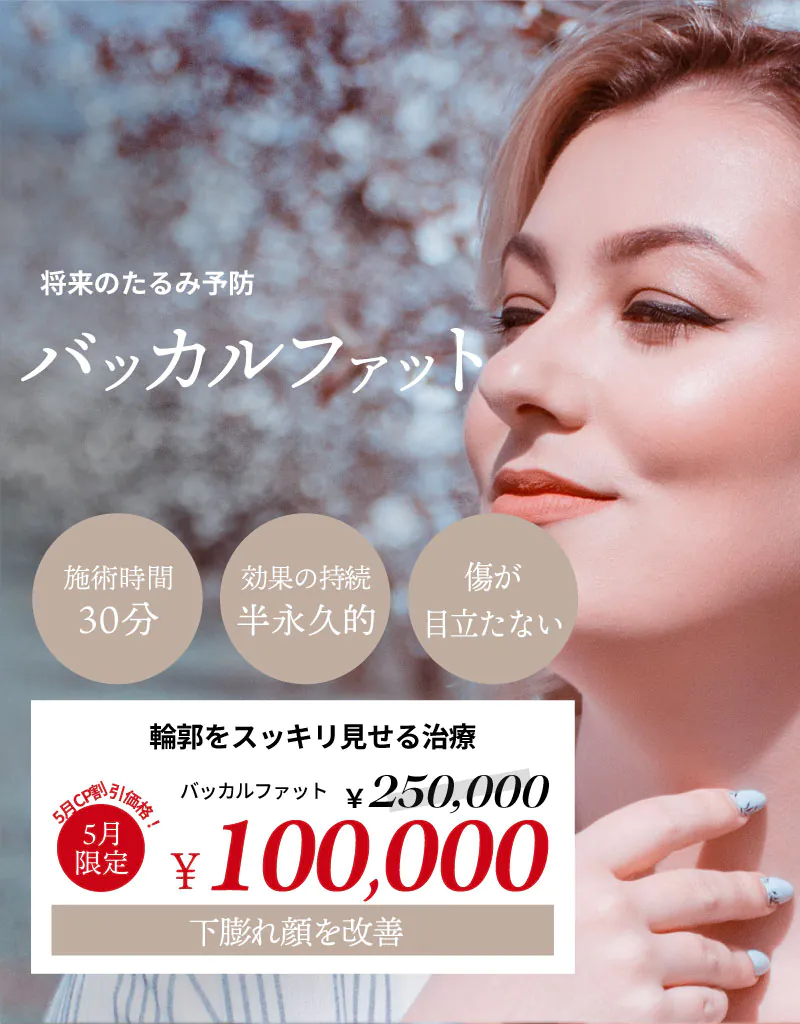 将来のたるみ予防
バッカルファット
施術時間
30分
効果の持続
半永久的
傷が
目立たない
輪郭をスッキリ見せる治療
バッカルファット ¥250,000
5月CP割引価格！
5月
限定
¥100,000
下膨れ顔を改善